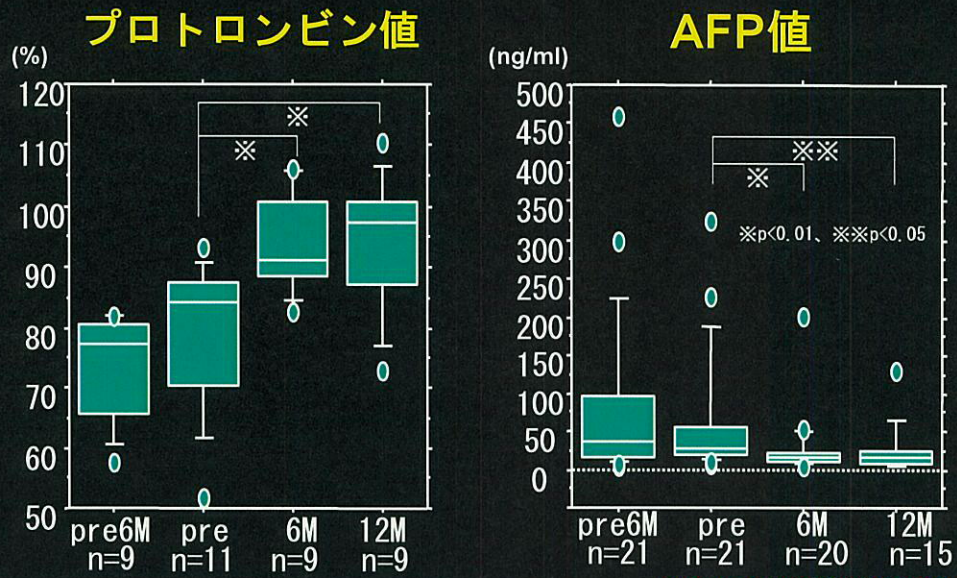 プロトロンビン値
(%)
120
110
100
90
80
70
60
50
※
※
pre6M
pre
6M
12M
n=9
n=11
n=9
n=9
AFP値
(ng/ml)
500
450
400
350
300
250
200
150
100
50
0
※※
※
※p<0.01、※※p<0.05
pre6M
pre
6M
12M
n=21
n=21
n=20
n=15